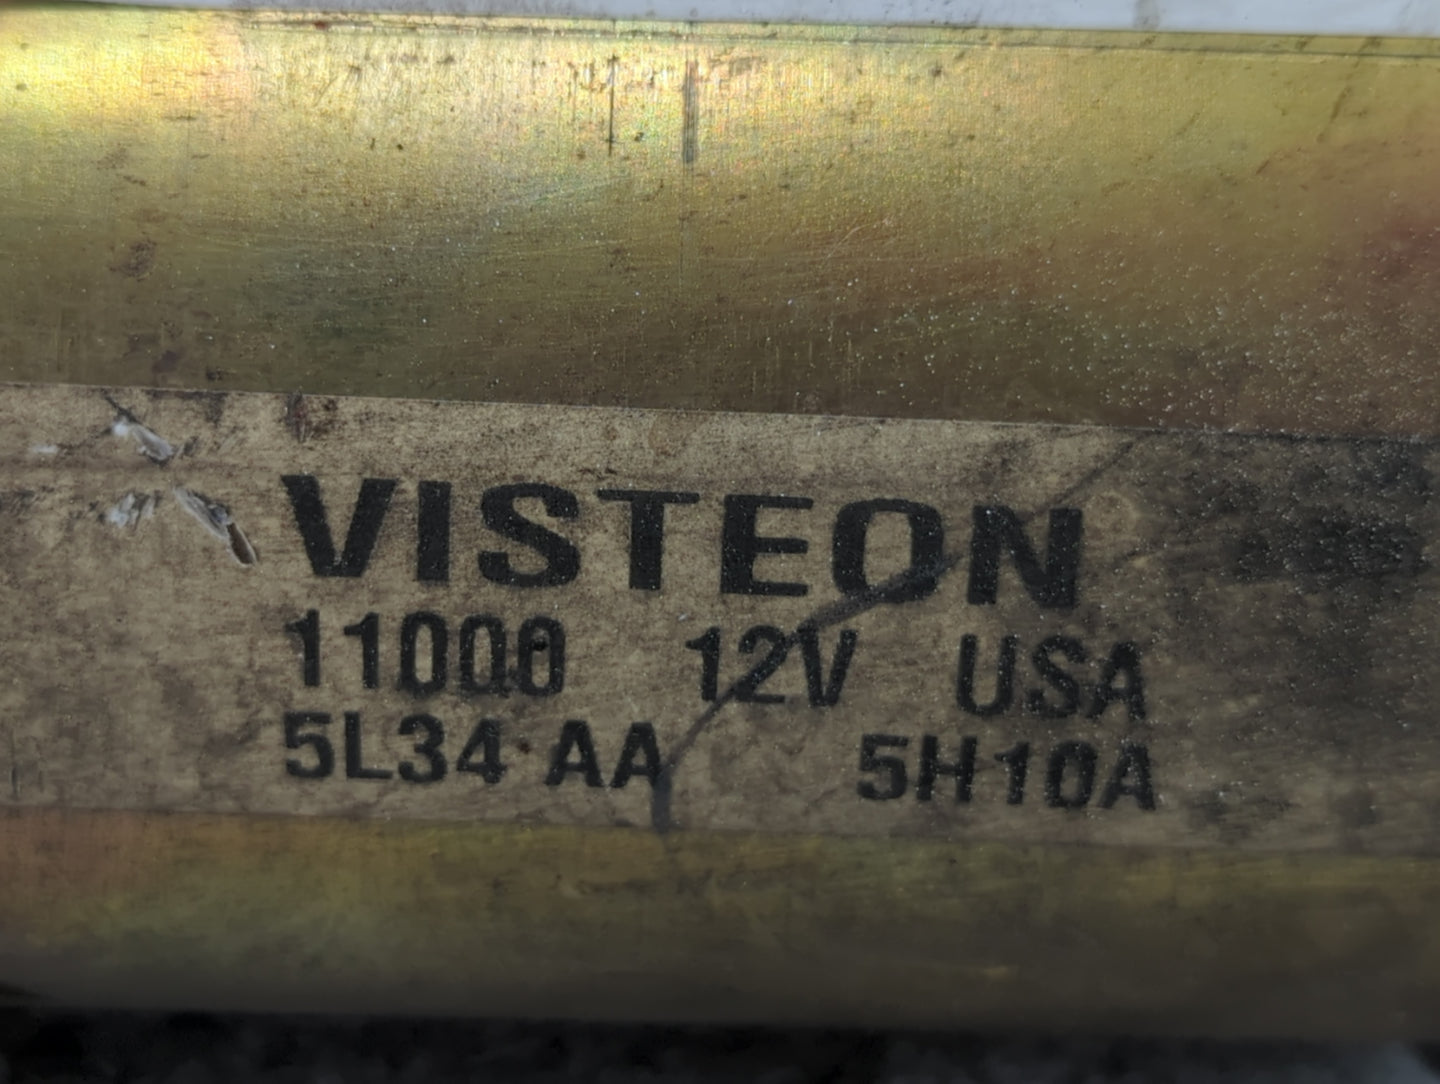 VISTEON
11000 12V USA
5L34 AA 5H10A